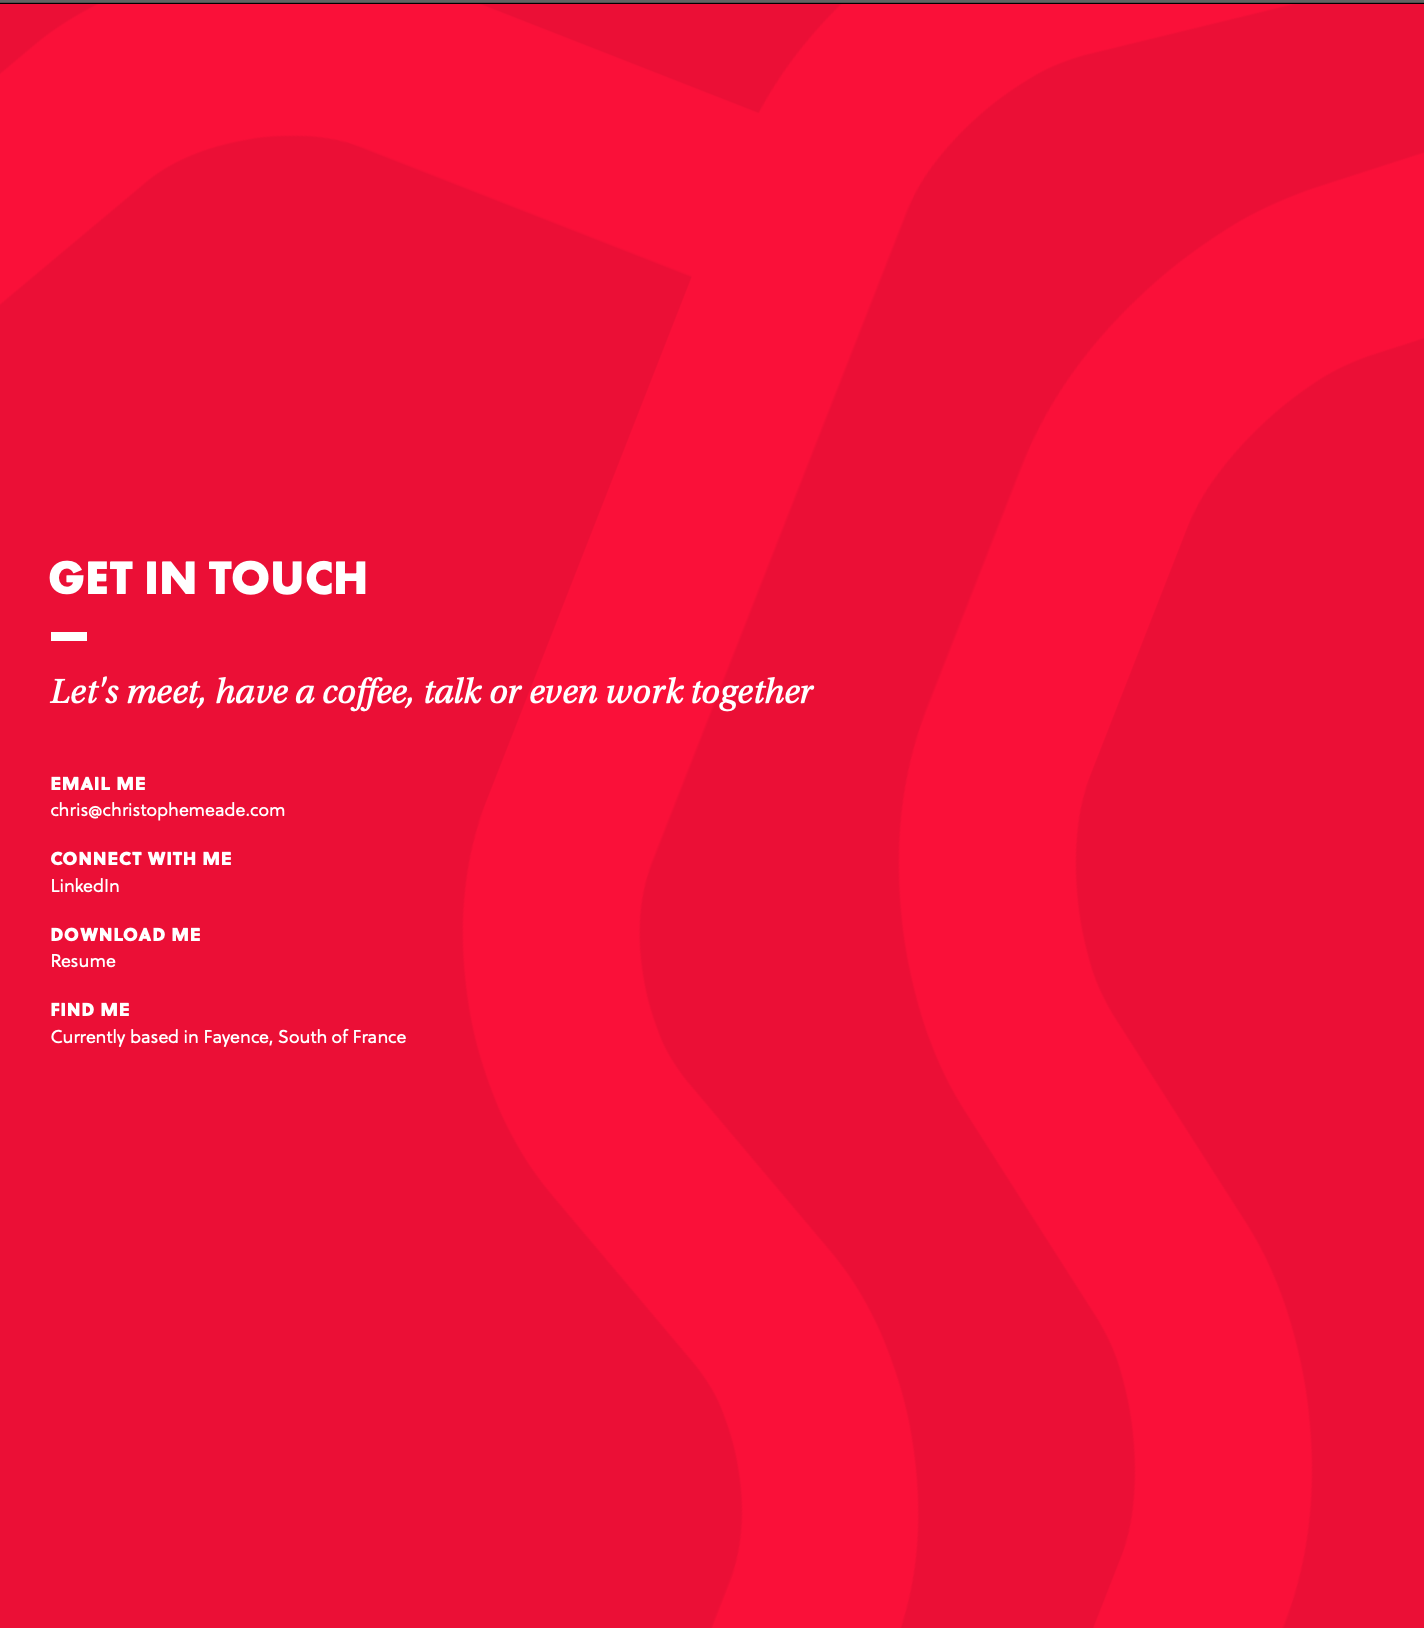 GET IN TOUCH
Let's meet, have a coffee, talk or even work together
EMAIL ME
chris@christophemeade.com
CONNECT WITH ME
LinkedIn
DOWNLOAD ME
Resume
FIND ME
Currently based in Fayence, South of France